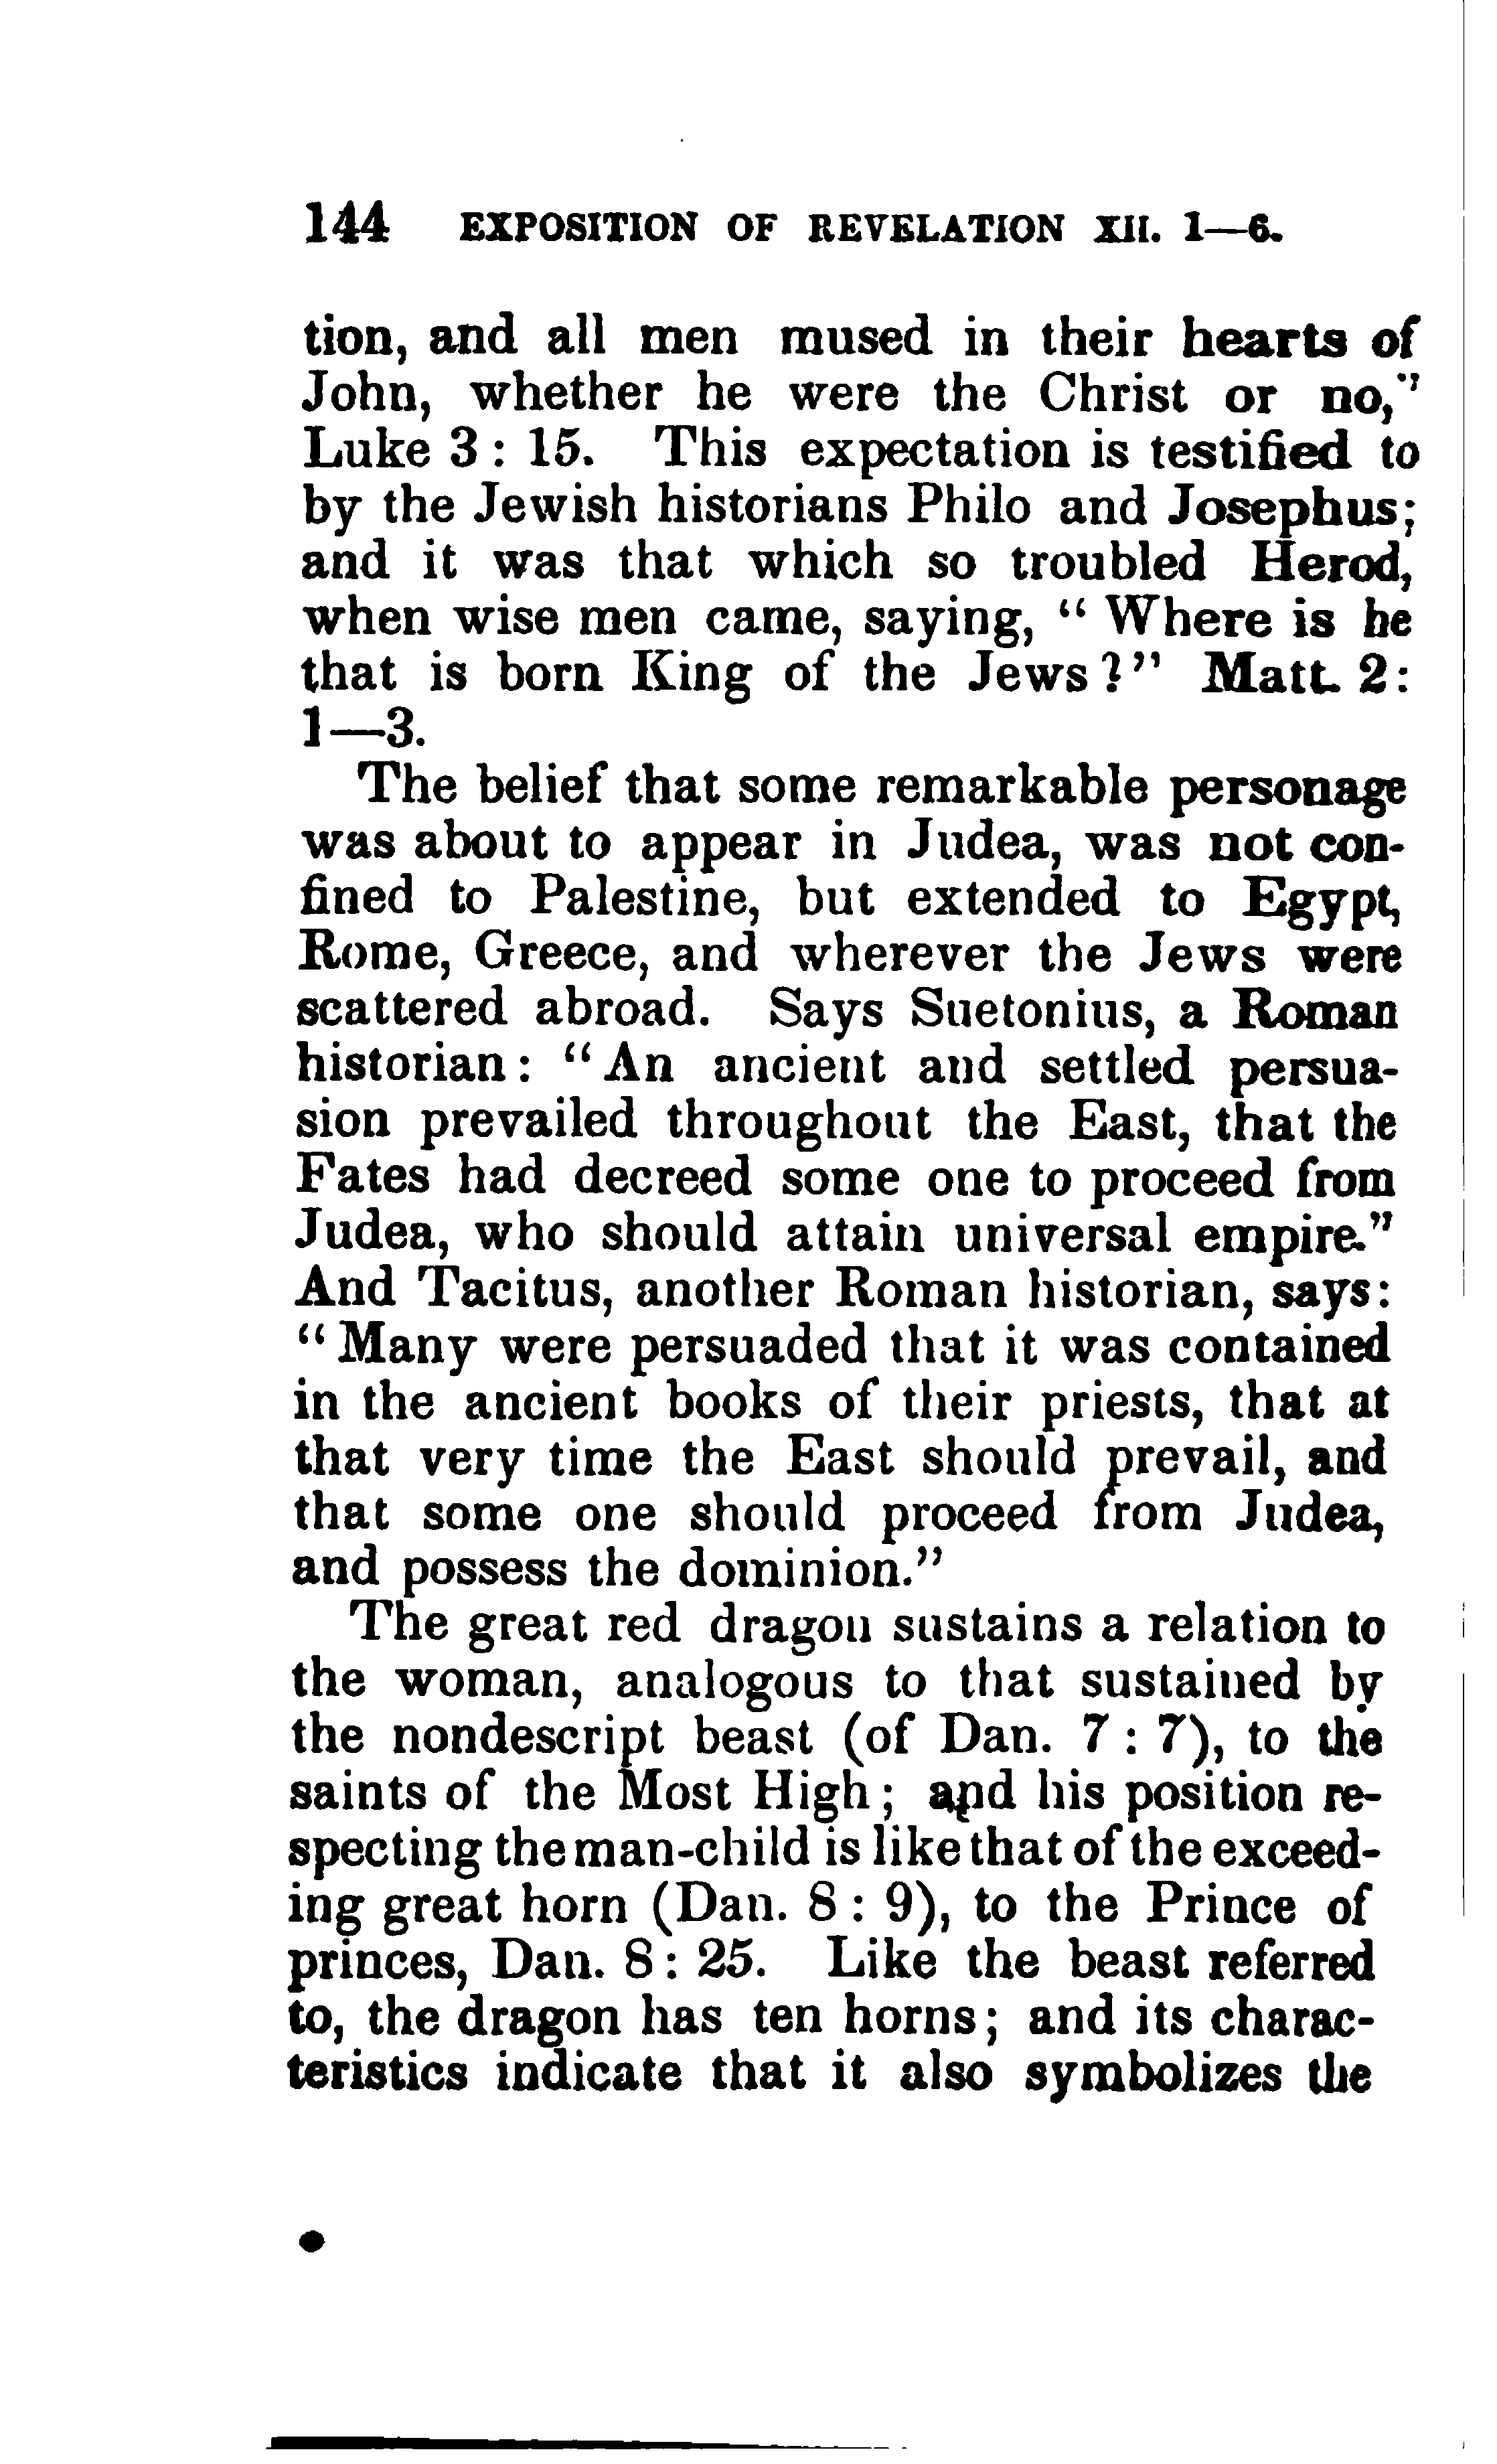 144 EXPOSITION OF REVELATION XII. 1—6.
tion, and all men mused in their hearts of
John, whether he were the Christ or no,"
Luke 3 : 15. This expectation is testified to
by the Jewish historians Philo and Josephus;
and it was that which so troubled Herod,
when wise men came, saying, "Where is he
that is born King of the Jews?" Matt. 2:
1—3.
The belief that some remarkable personage
was about to appear in Judea, was not con-
fined to Palestine, but extended to Egypt,
Rome, Greece, and wherever the Jews were
scattered abroad. Says Suetonius, a Roman
historian: "An ancient and settled persua-
sion prevailed throughout the East, that the
Fates had decreed some one to proceed from
Judea, who should attain universal empire."
And Tacitus, another Roman historian, says:
"Many were persuaded that it was contained
in the ancient books of their priests, that at
that very time the East should prevail, and
that some one should proceed from Judea,
and possess the dominion."
The great red dragon sustains a relation to
the woman, analogous to that sustained by
the nondescript beast (of Dan. 7 : 7), to the
saints of the Most High; and his position re-
specting the man-child is like that of the exceed-
ing great horn (Dan. 8 : 9), to the Prince of
princes, Dan. 8 : 25. Like the beast referred
to, the dragon has ten horns; and its charac-
teristics indicate that it also symbolizes the